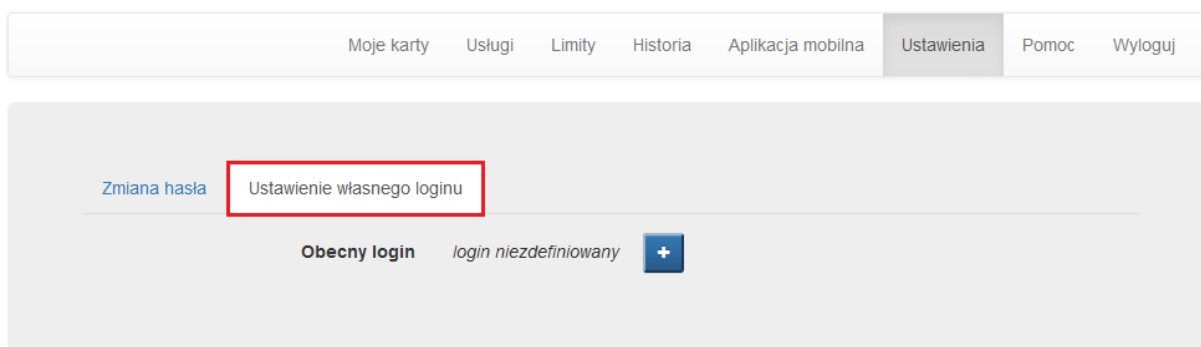 Moje karty Usługi Limity Historia Aplikacja mobilna Ustawienia Pomoc Wyloguj
Zmiana hasła Ustawienie własnego loginu
Obecny login login niezdefiniowany +